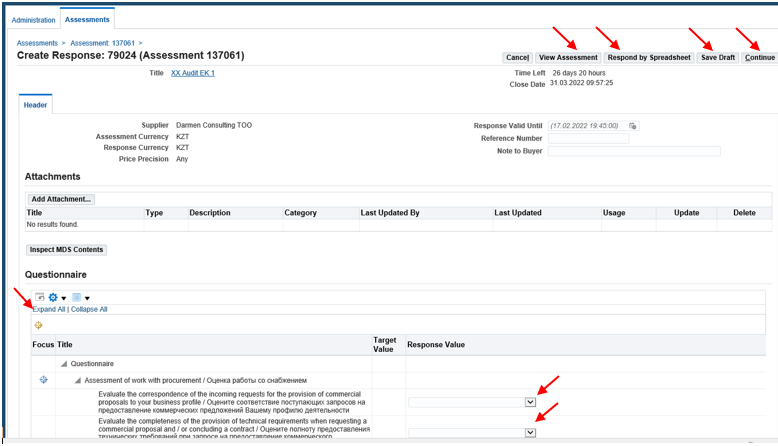 Administration
Assessments
Assessments > Assessment: 137061 >
Create Response: 79024 (Assessment 137061)
Cancel View Assessment Respond by Spreadsheet Save Draft Continue
Title XX Audit EK 1
Time Left 26 days 20 hours
Close Date 31.03.2022 09:57:25
Header
Supplier Darmen Consulting TOO
Assessment Currency KZT
Response Currency KZT
Price Precision Any
Response Valid Until (17.02.2022 19:45:00)
Reference Number
Note to Buyer
Attachments
Add Attachment...
Title Type Description Category Last Updated By Last Updated Usage Update Delete
No results found.
Inspect MDS Contents
Questionnaire
Expand All | Collapse All
Focus Title Target Value Response Value
Questionnaire
Assessment of work with procurement / Оценка работы со снабжением
Evaluate the correspondence of the incoming requests for the provision of commercial
proposals to your business profile / Оцените соответствие поступающих запросов на
предоставление коммерческих предложений Вашему профилю деятельности
Evaluate the completeness of the provision of technical requirements when requesting a
commercial proposal and / or concluding a contract / Оцените полноту предоставления
технических требований при запросе на предоставление коммерческого